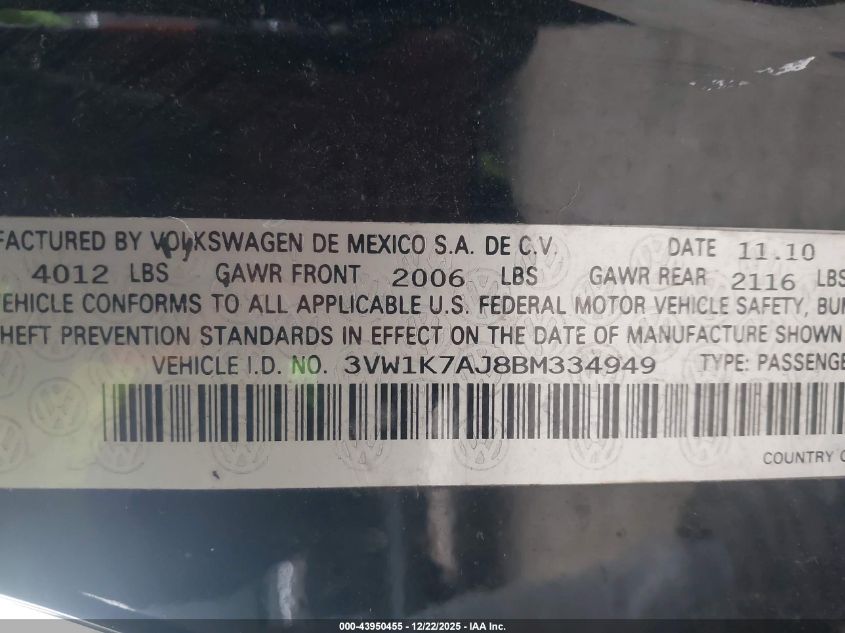 FACTURED BY VOLKSWAGEN DE MEXICO S.A. DE C.V. DATE 11.10
4012 LBS GAWR FRONT 2006 LBS GAWR REAR 2116 LBS
VEHICLE CONFORMS TO ALL APPLICABLE U.S. FEDERAL MOTOR VEHICLE SAFETY, BUM
HEFT PREVENTION STANDARDS IN EFFECT ON THE DATE OF MANUFACTURE SHOWN
VEHICLE I.D. NO. 3VW1K7AJ8BM334949 TYPE: PASSENGE
COUNTRY O
000-43950455 - 12/22/2025 - IAA Inc.